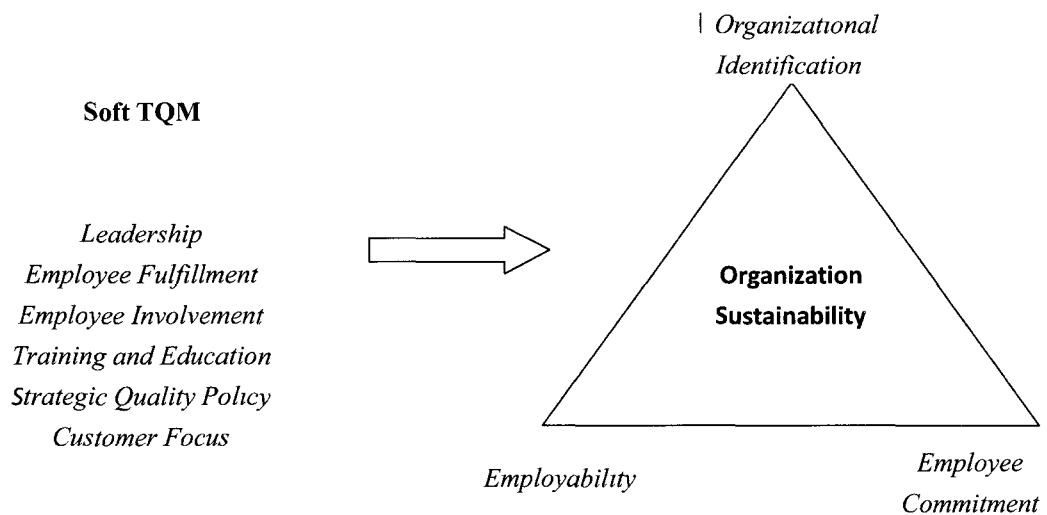 Organizational
Identification
Soft TQM
Leadership
Employee Fulfillment
Employee Involvement
Training and Education
Strategic Quality Policy
Customer Focus
Organization
Sustainability
Employability
Employee
Commitment